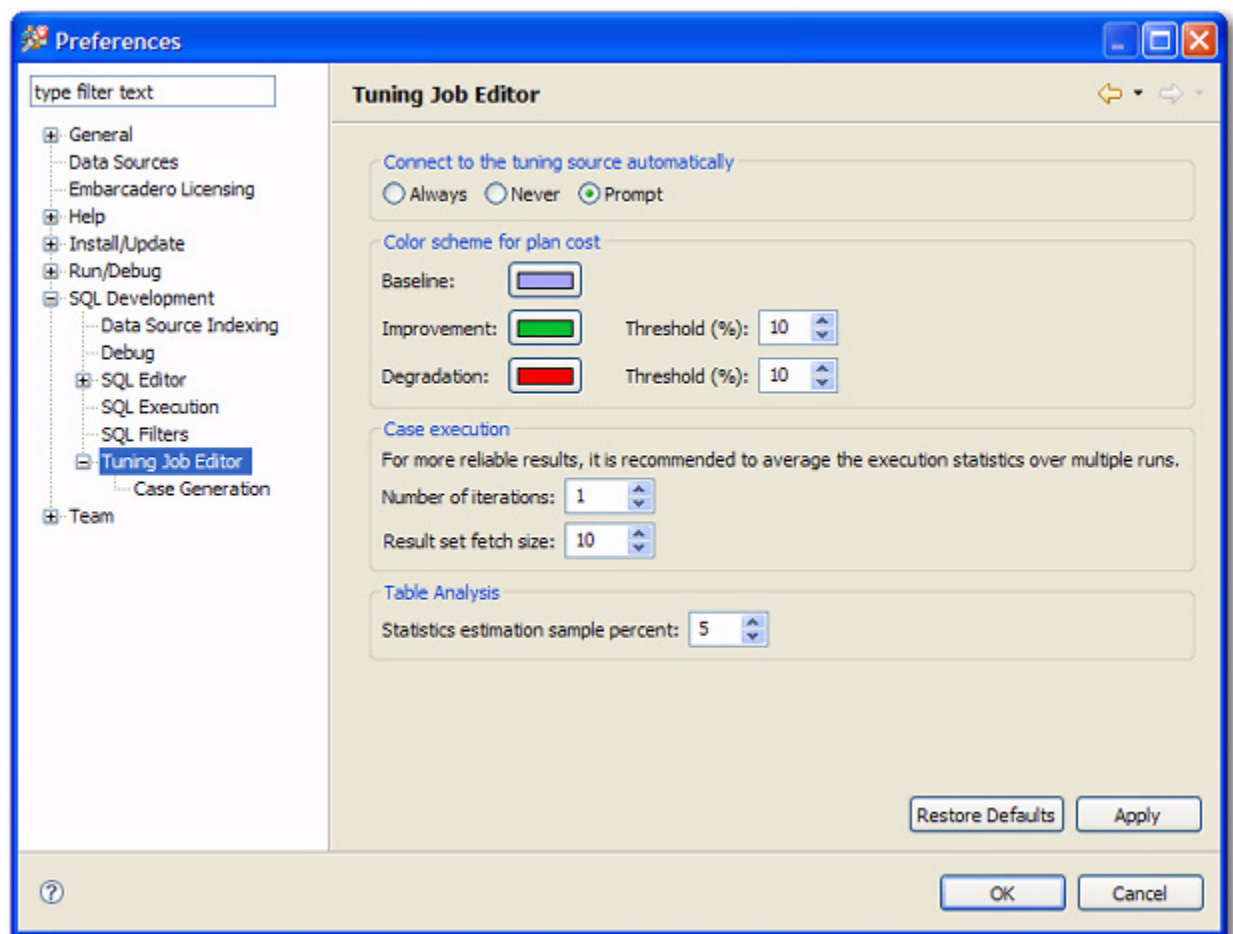 Preferences
type filter text
General
Data Sources
Embarcadero Licensing
Help
Install/Update
Run/Debug
SQL Development
Data Source Indexing
Debug
SQL Editor
SQL Execution
SQL Filters
Tuning Job Editor
Case Generation
Team
Tuning Job Editor
Connect to the tuning source automatically
Always Never Prompt
Color scheme for plan cost
Baseline:
Improvement: Threshold (%): 10
Degradation: Threshold (%): 10
Case execution
For more reliable results, it is recommended to average the execution statistics over multiple runs.
Number of iterations: 1
Result set fetch size: 10
Table Analysis
Statistics estimation sample percent: 5
Restore Defaults Apply
? OK Cancel